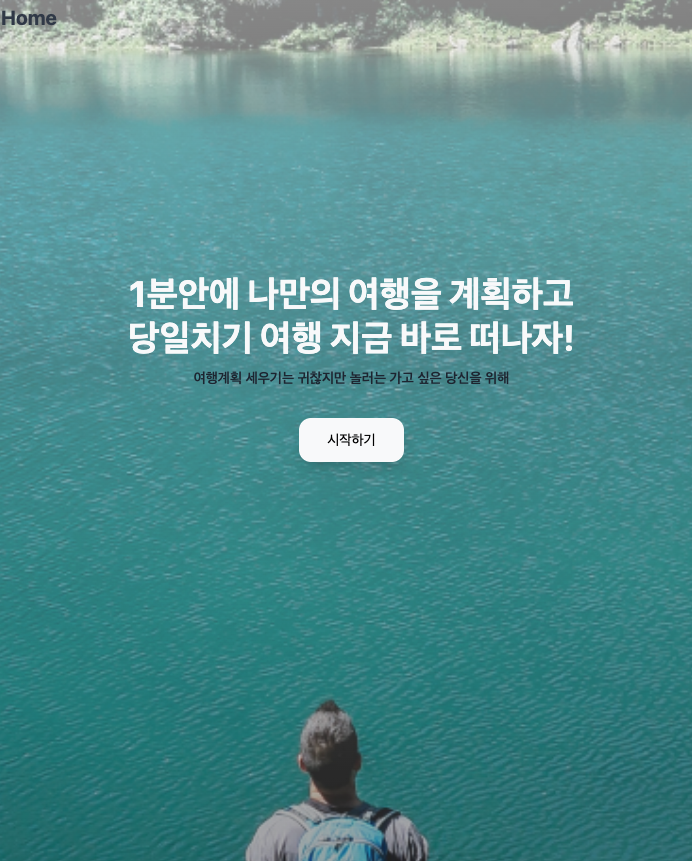 Home
1분안에 나만의 여행을 계획하고
당일치기 여행 지금 바로 떠나자!
여행계획 세우기는 귀찮지만 놀러는 가고 싶은 당신을 위해
시작하기